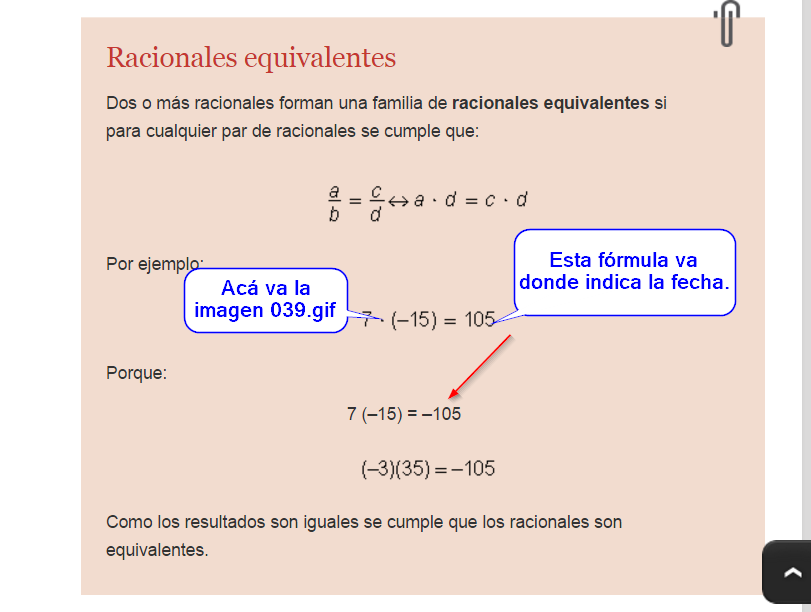 Racionales equivalentes
Dos o más racionales forman una familia de racionales equivalentes si
para cualquier par de racionales se cumple que:
a/b = c/d ↔ a · d = c · d
Por ejemplo:
Acá va la
imagen 039.gif
Esta fórmula va
donde indica la fecha.
7 · (–15) = 105
Porque:
7 (–15) = –105
(–3)(35) = –105
Como los resultados son iguales se cumple que los racionales son
equivalentes.